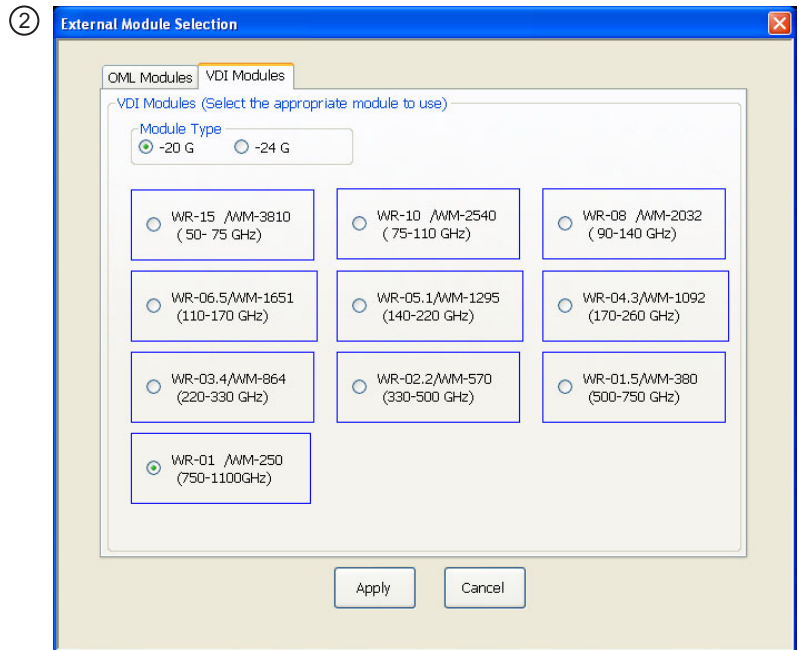 ②
External Module Selection
OML Modules VDI Modules
VDI Modules (Select the appropriate module to use)
Module Type
-20 G -24 G
WR-15 /WM-3810
( 50- 75 GHz)
WR-10 /WM-2540
( 75-110 GHz)
WR-08 /WM-2032
( 90-140 GHz)
WR-06.5/WM-1651
(110-170 GHz)
WR-05.1/WM-1295
(140-220 GHz)
WR-04.3/WM-1092
(170-260 GHz)
WR-03.4/WM-864
(220-330 GHz)
WR-02.2/WM-570
(330-500 GHz)
WR-01.5/WM-380
(500-750 GHz)
WR-01 /WM-250
(750-1100GHz)
Apply Cancel